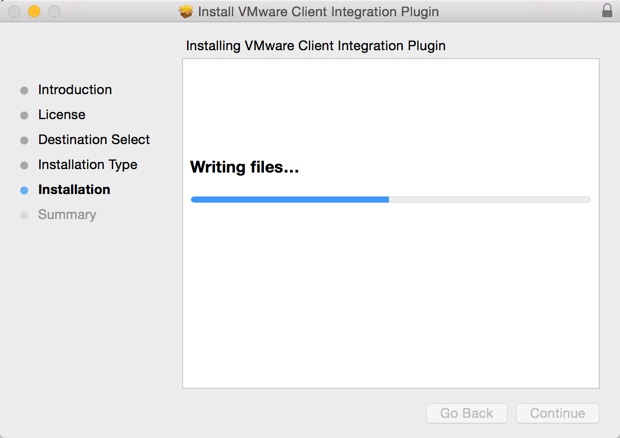 Install VMware Client Integration Plugin
Installing VMware Client Integration Plugin
Introduction
License
Destination Select
Installation Type
Installation
Summary
Writing files...
Go Back
Continue